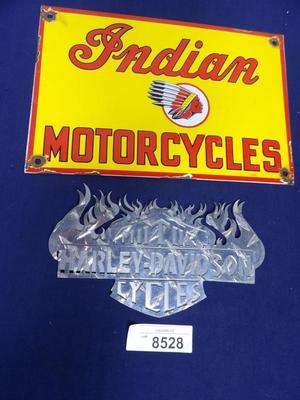 Indian
MOTORCYCLES
MOTOR
HARLEY-DAVIDSON
CYCLES
8528